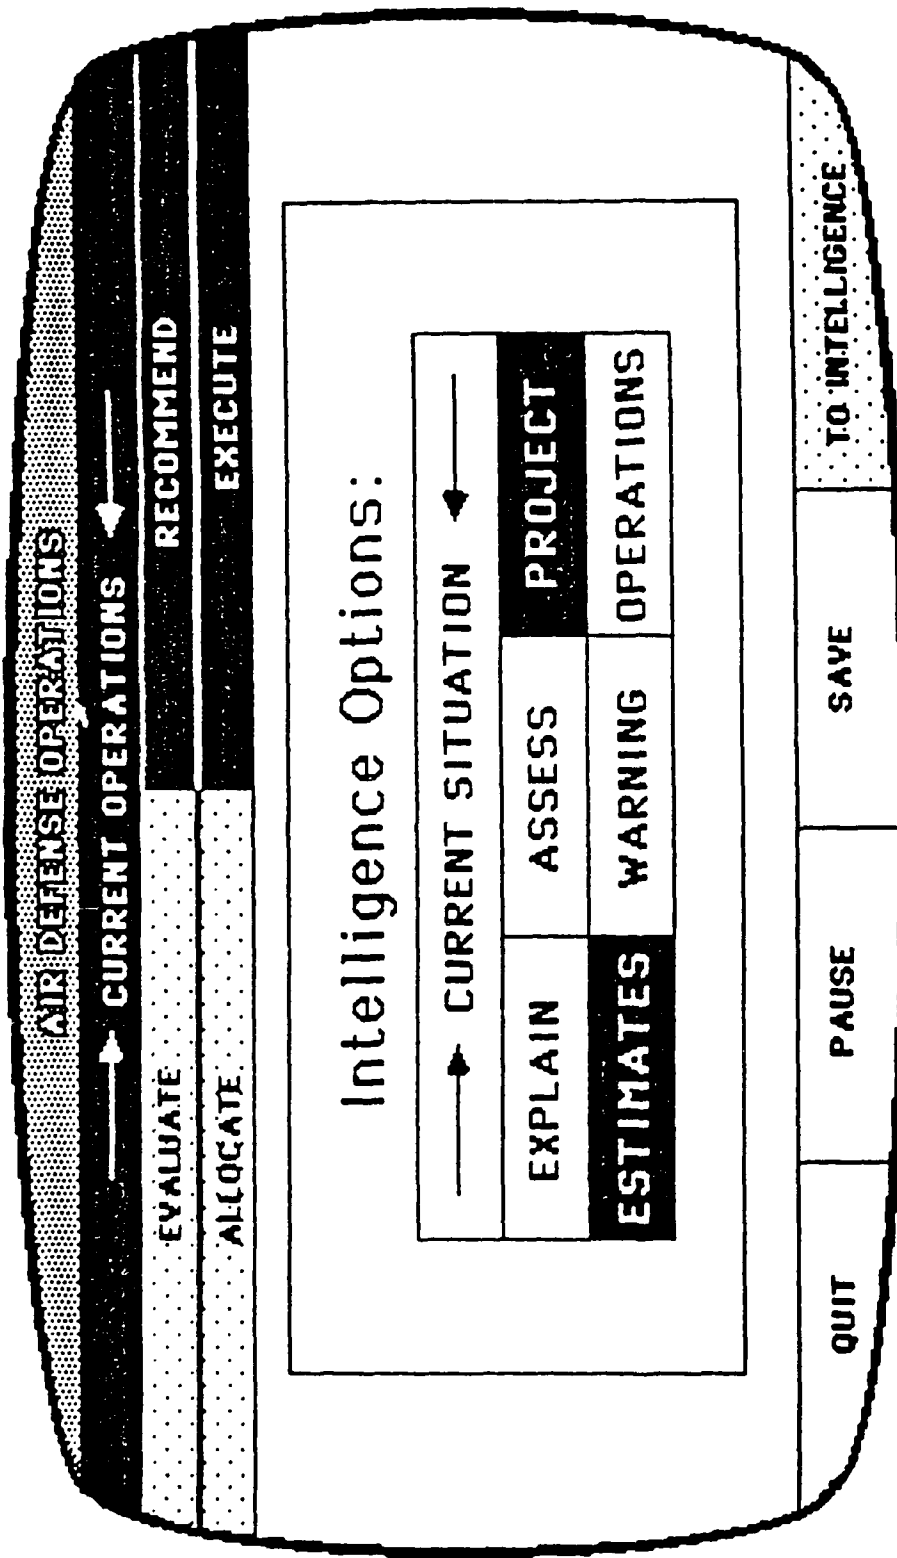 AIR DEFENSE OPERATIONS
CURRENT OPERATIONS
EVALUATE RECOMMEND
ALLOCATE EXECUTE
Intelligence Options:
CURRENT SITUATION
EXPLAIN ASSESS PROJECT
ESTIMATES WARNING OPERATIONS
QUIT PAUSE SAVE TO INTELLIGENCE